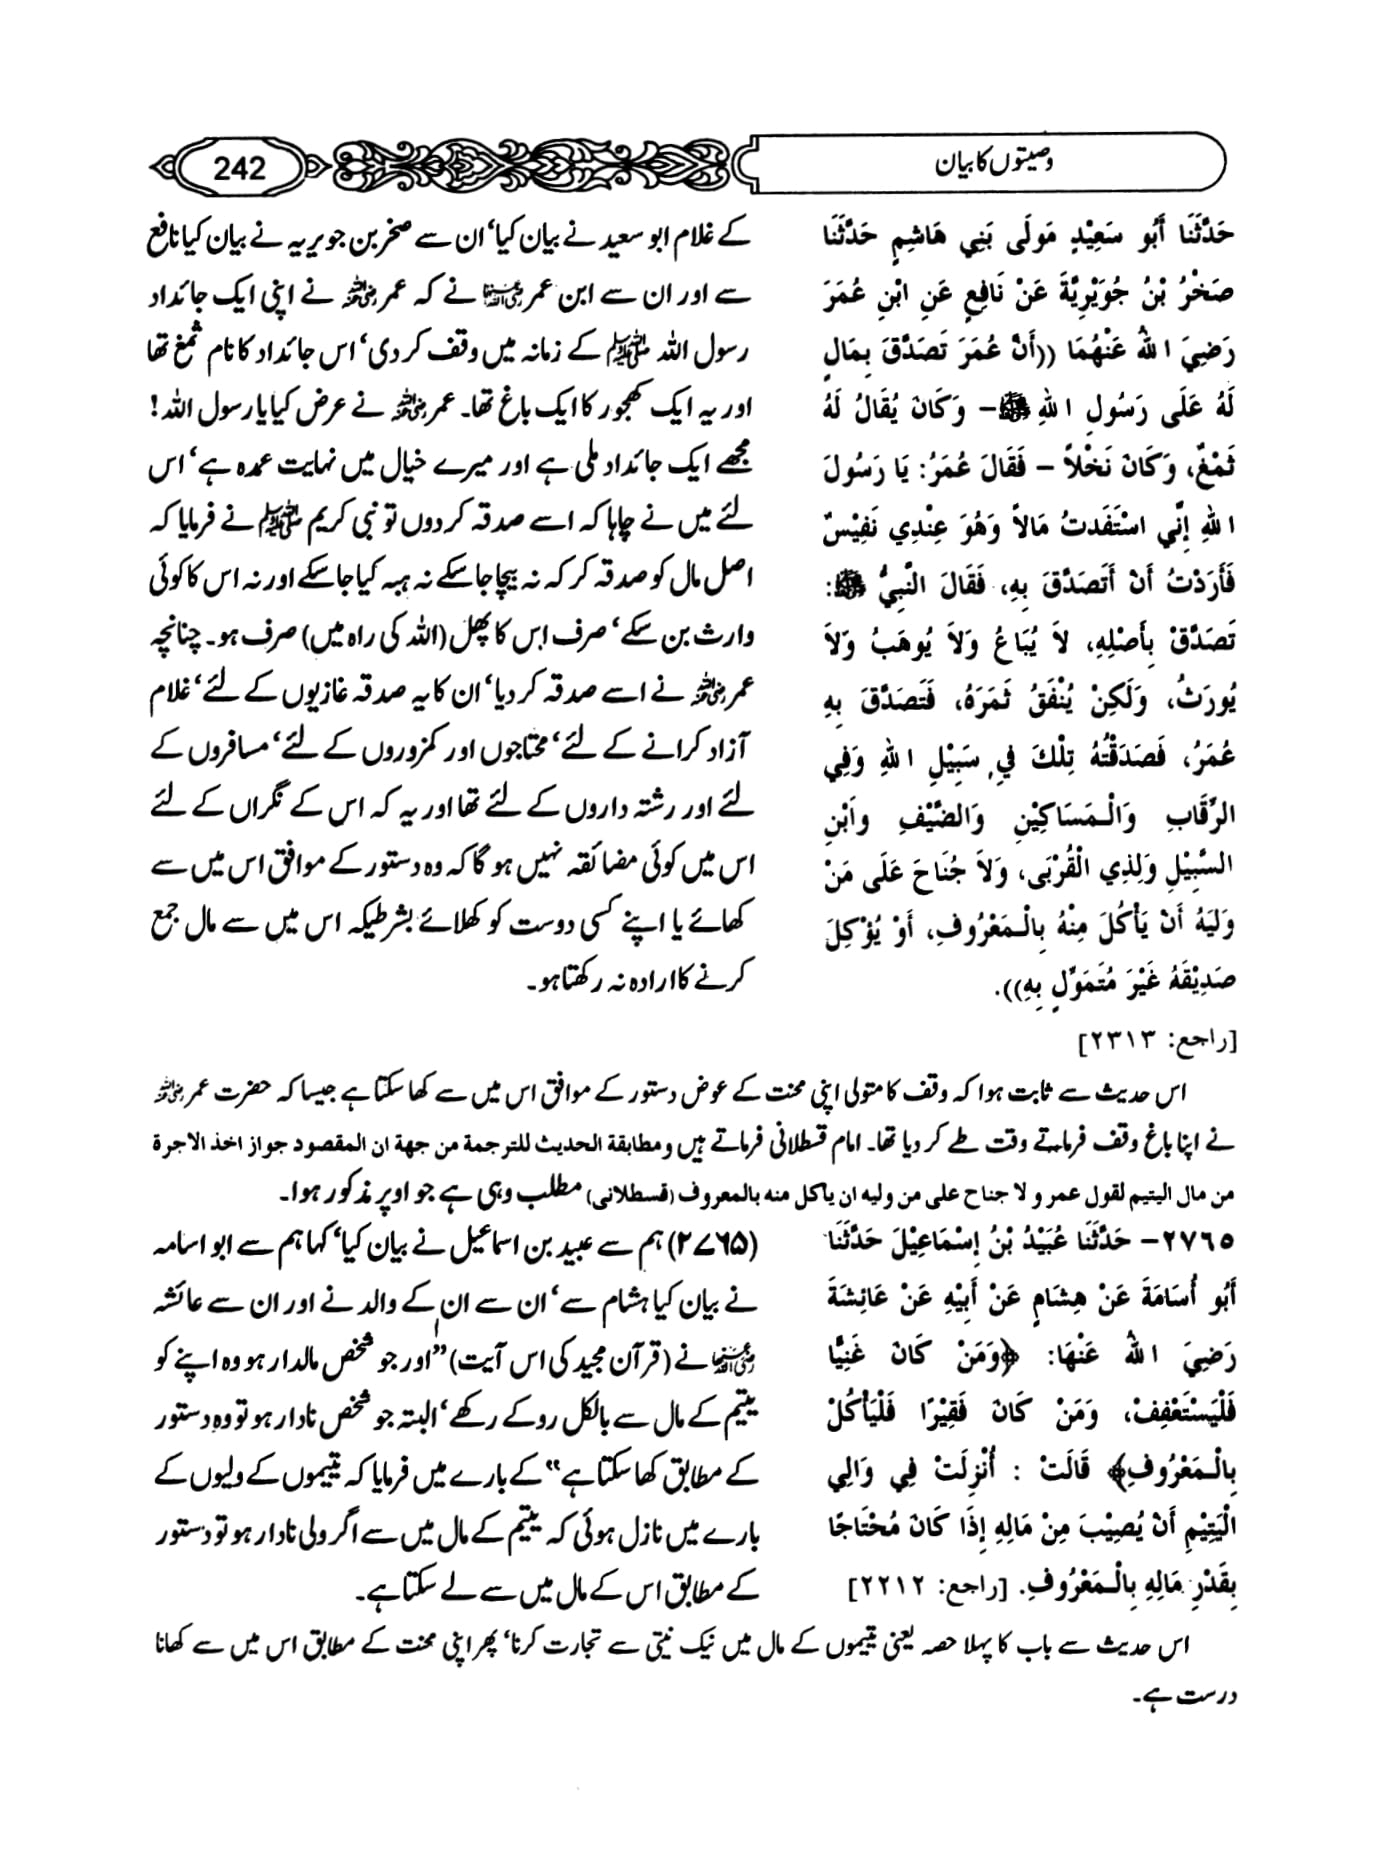 وصیتوں کا بیان
242
حَدَّثَنَا أَبُو سَعِيْدٍ مَولَى بَنِي هَاشِمٍ حَدَّثَنَا
صَخْرُ بْنُ جُوَيْرِيَّةَ عَنْ نَافِعٍ عَنِ ابْنِ عُمَرَ
رَضِيَ اللهُ عَنْهُمَا ((أَنَّ عُمَرَ تَصَدَّقَ بِمَالٍ
لَهُ عَلَى رَسُولِ اللهِ ﷺ - وَكَانَ يُقَالُ لَهُ
ثَمْغٌ، وَكَانَ نَخْلاً - فَقَالَ عُمَرُ: يَا رَسُولَ
اللهِ إِنِّي اسْتَفَدتُ مَالاً وَهُوَ عِنْدِي نَفِيْسٌ
فَأَرَدْتُ أَنْ أَتَصَدَّقَ بِهِ، فَقَالَ النَّبِيُّ ﷺ:
تَصَدَّقْ بِأَصْلِهِ، لاَ يُبَاعُ وَلاَ يُوهَبُ وَلاَ
يُورَثُ، وَلَكِنْ يُنْفَقُ ثَمَرَهُ، فَتَصَدَّقَ بِهِ
عُمَرُ، فَصَدَقْتُهُ تِلْكَ فِي سَبِيْلِ اللهِ وَفِي
الرِّقَابِ وَالْـمَسَاكِيْنِ وَالضَّيْفِ وابْنِ
السَّبِيْلِ وَلِذِي الْقُرْبَى، وَلاَ جُنَاحَ عَلَى مَنْ
وَلِيَهُ أَنْ يَأْكُلَ مِنْهُ بِالْـمَعْرُوفِ، أَوْ يُؤْكِلَ
صَدِيْقَهُ غَيْرَ مُتَمَوِّلٍ بِهِ)).
[راجع: ٢٣١٣]
کے غلام ابو سعید نے بیان کیا‘ ان سے صخر بن جویریہ نے بیان کیا نافع
سے اور ان سے ابن عمر رضی اللہ عنہما نے کہ عمر رضی اللہ عنہ نے اپنی ایک جائداد
رسول اللہ ﷺ کے زمانہ میں وقف کردی‘ اس جائداد کا نام ثمغ تھا
اور یہ ایک کھجور کا ایک باغ تھا۔ عمر رضی اللہ عنہ نے عرض کیا یا رسول اللہ!
مجھے ایک جائداد ملی ہے اور میرے خیال میں نہایت عمدہ ہے‘ اس
لئے میں نے چاہا کہ اسے صدقہ کر دوں تو نبی کریم ﷺ نے فرمایا کہ
اصل مال کو صدقہ کر کہ نہ بیچا جا سکے نہ ہبہ کیا جا سکے اور نہ اس کا کوئی
وارث بن سکے‘ صرف اس کا پھل (اللہ کی راہ میں) صرف ہو۔ چنانچہ
عمر رضی اللہ عنہ نے اسے صدقہ کر دیا‘ ان کا یہ صدقہ غازیوں کے لئے‘ غلام
آزاد کرانے کے لئے‘ محتاجوں اور کمزوروں کے لئے‘ مسافروں کے
لئے اور رشتہ داروں کے لئے تھا اور یہ کہ اس کے نگراں کے لئے
اس میں کوئی مضائقہ نہیں ہو گا کہ وہ دستور کے موافق اس میں سے
کھائے یا اپنے کسی دوست کو کھلائے بشرطیکہ اس میں سے مال جمع
کرنے کا ارادہ نہ رکھتا ہو۔
اس حدیث سے ثابت ہوا کہ وقف کا متولی اپنی محنت کے عوض دستور کے موافق اس میں سے کھا سکتا ہے جیسا کہ حضرت عمر رضی اللہ عنہ
نے اپنا باغ وقف فرماتے وقت طے کر دیا تھا۔ امام قسطلانی فرماتے ہیں ومطابقة الحديث للترجمة من جهة ان المقصود جواز اخذ الاجرة
من مال اليتيم لقول عمر و لا جناح على من وليه ان ياكل منه بالمعروف (قسطلانی) مطلب وہی ہے جو اوپر مذکور ہوا۔
٢٧٦٥- حَدَّثَنَا عُبَيْدُ بْنُ إِسْمَاعِيْلَ حَدَّثَنَا
أَبُو أُسَامَةَ عَنْ هِشَامٍ عَنْ أَبِيْهِ عَنْ عَائِشَةَ
رَضِيَ اللهُ عَنْهَا: ﴿وَمَنْ كَانَ غَنِيًّا
فَلْيَسْتَعْفِفْ، وَمَنْ كَانَ فَقِيْرًا فَلْيَأْكُلْ
بِالْـمَعْرُوفِ﴾ قَالَتْ : أُنْزِلَتْ فِي وَالِي
الْيَتِيْمِ أَنْ يُصِيْبَ مِنْ مَالِهِ إِذَا كَانَ مُحْتَاجًا
بِقَدْرِ مَالِهِ بِالْـمَعْرُوفِ. [راجع: ٢٢١٢]
(۲۷۶۵) ہم سے عبید بن اسماعیل نے بیان کیا‘ کہا ہم سے ابو اسامہ
نے بیان کیا ہشام سے‘ ان سے ان کے والد نے اور ان سے عائشہ
رضی اللہ عنہا نے (قرآن مجید کی اس آیت) ”اور جو شخص مالدار ہو وہ اپنے کو
یتیم کے مال سے بالکل روکے رکھے‘ البتہ جو شخص نادار ہو تو وہ دستور
کے مطابق کھا سکتا ہے“ کے بارے میں فرمایا کہ یتیموں کے ولیوں کے
بارے میں نازل ہوئی کہ یتیم کے مال میں سے اگر ولی نادار ہو تو دستور
کے مطابق اس کے مال میں سے لے سکتا ہے۔
اس حدیث سے باب کا پہلا حصہ یعنی یتیموں کے مال میں نیک نیتی سے تجارت کرنا‘ پھر اپنی محنت کے مطابق اس میں سے کھانا
درست ہے۔